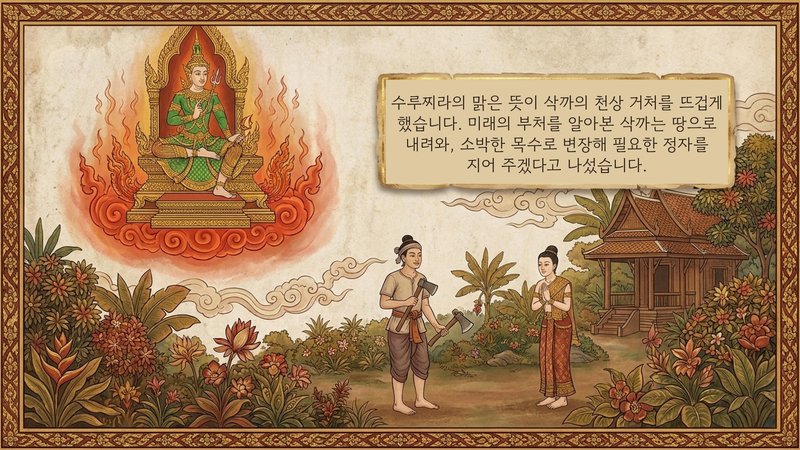 수루찌라의 맑은 뜻이 삭까의 천상 거처를 뜨겁게
했습니다. 미래의 부처를 알아본 삭까는 땅으로
내려와, 소박한 목수로 변장해 필요한 정자를
지어 주겠다고 나섰습니다.